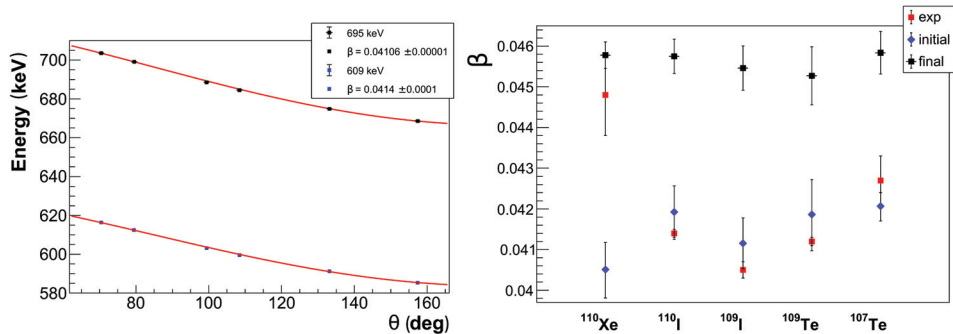 695 keV
β = 0.04106 ±0.00001
609 keV
β = 0.0414 ±0.0001
Energy (keV)
700
680
660
640
620
600
580
80 100 120 140 160
θ (deg)
exp
initial
final
β
0.046
0.045
0.044
0.043
0.042
0.041
0.04
¹¹⁰Xe ¹¹⁰I ¹⁰⁹I ¹⁰⁹Te ¹⁰⁷Te